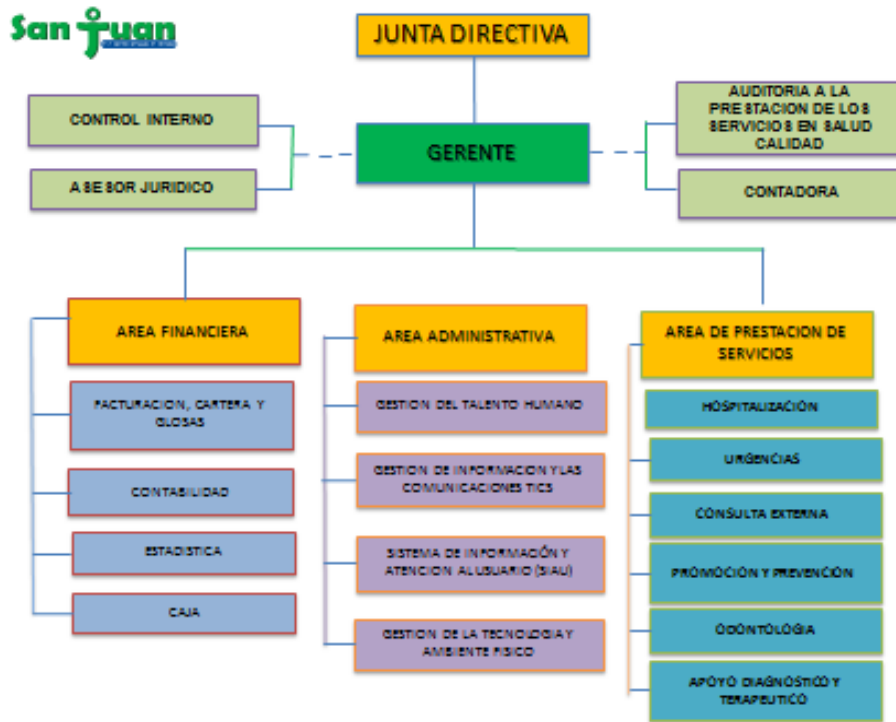 San Juan
JUNTA DIRECTIVA
CONTROL INTERNO
ASESOR JURIDICO
GERENTE
AUDITORIA A LA
PRESTACION DE LOS
SERVICIOS EN SALUD
CALIDAD
CONTADORA
AREA FINANCIERA
FACTURACION, CARTERA Y
GLOSAS
CONTABILIDAD
ESTADISTICA
CAJA
AREA ADMINISTRATIVA
GESTION DEL TALENTO HUMANO
GESTION DE INFORMACION Y LAS
COMUNICACIONES TICS
SISTEMA DE INFORMACIÓN Y
ATENCION AL USUARIO (SIAU)
GESTION DE LA TECNOLOGIA Y
AMBIENTE FISICO
AREA DE PRESTACION DE
SERVICIOS
HOSPITALIZACIÓN
URGENCIAS
CONSULTA EXTERNA
PROMOCIÓN Y PREVENCIÓN
ODONTOLOGIA
APOYO DIAGNÓSTICO Y
TERAPEUTICO